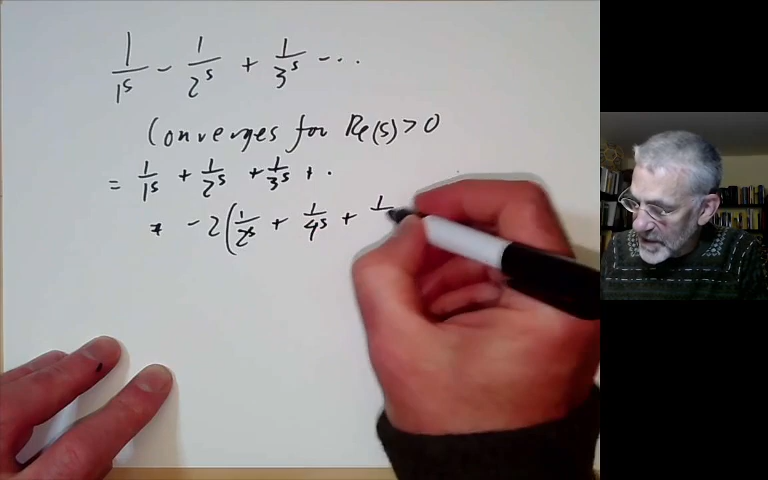 1/1^s - 1/2^s + 1/3^s - ...
Converges for Re(s) > 0
= 1/1^s + 1/2^s + 1/3^s + .
- 2(1/2^s + 1/4^s + 1/